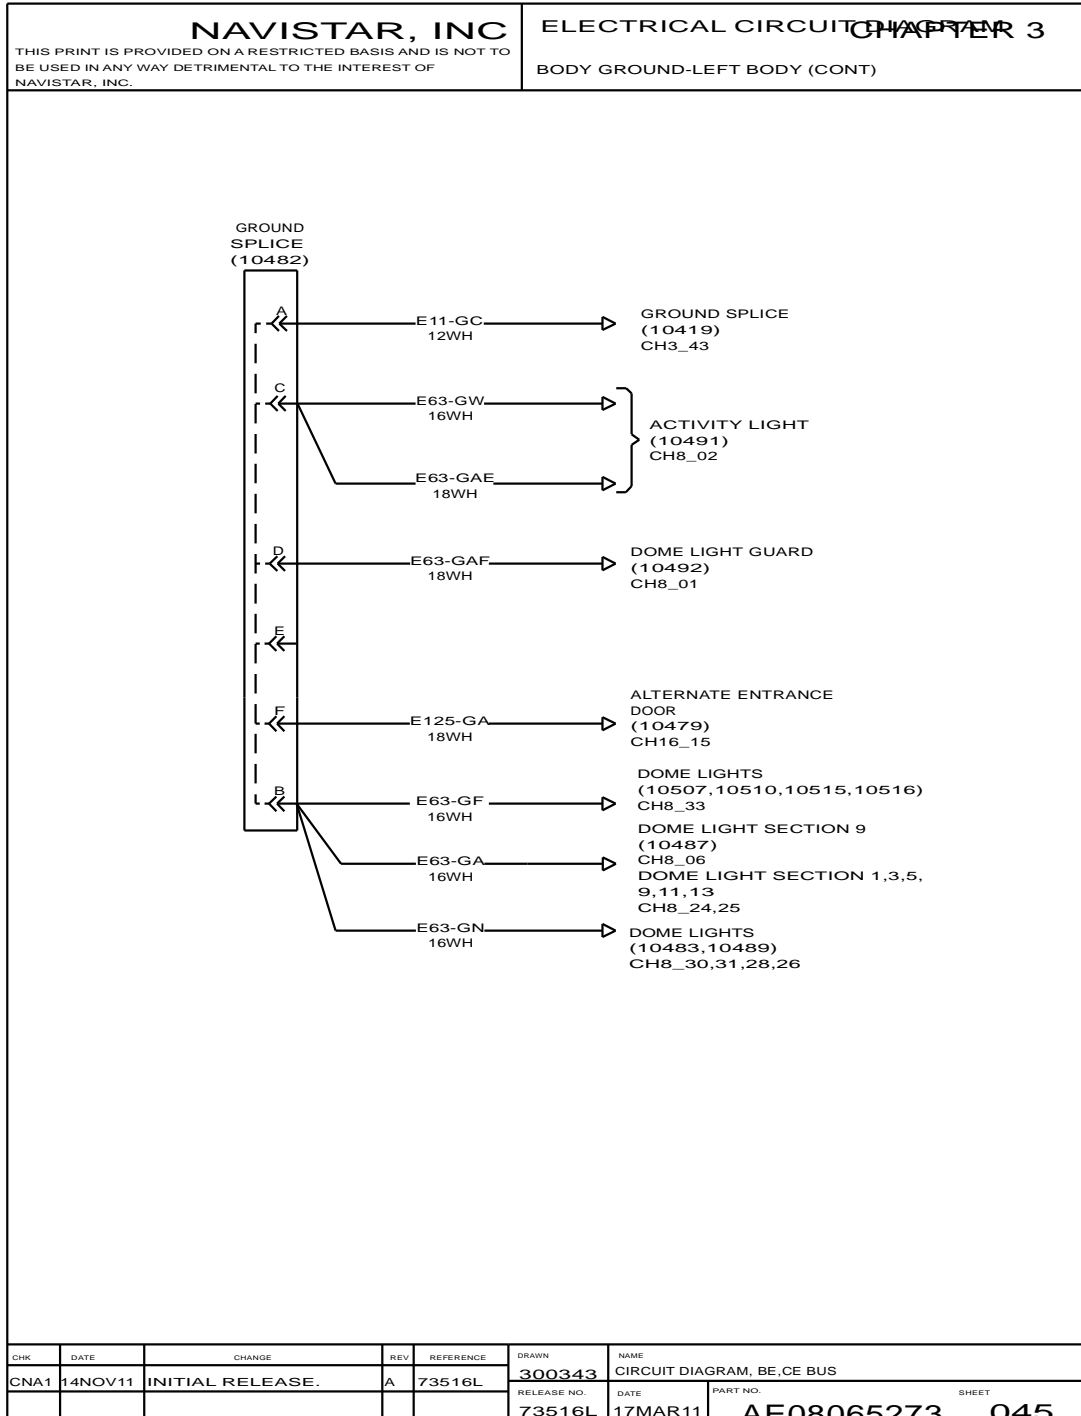 NAVISTAR, INC
THIS PRINT IS PROVIDED ON A RESTRICTED BASIS AND IS NOT TO
BE USED IN ANY WAY DETRIMENTAL TO THE INTEREST OF
NAVISTAR, INC.
ELECTRICAL CIRCUIT DIAGRAM
CHAPTER 3
BODY GROUND-LEFT BODY (CONT)
GROUND
SPLICE
(10482)
A
E11-GC
12WH
GROUND SPLICE
(10419)
CH3_43
C
E63-GW
16WH
ACTIVITY LIGHT
(10491)
CH8_02
E63-GAE
18WH
D
E63-GAF
18WH
DOME LIGHT GUARD
(10492)
CH8_01
E
F
E125-GA
18WH
ALTERNATE ENTRANCE
DOOR
(10479)
CH16_15
B
E63-GF
16WH
DOME LIGHTS
(10507,10510,10515,10516)
CH8_33
E63-GA
16WH
DOME LIGHT SECTION 9
(10487)
CH8_06
DOME LIGHT SECTION 1,3,5,
9,11,13
CH8_24,25
E63-GN
16WH
DOME LIGHTS
(10483,10489)
CH8_30,31,28,26
CHK DATE CHANGE REV REFERENCE
CNA1 14NOV11 INITIAL RELEASE. A 73516L
DRAWN
300343
NAME
CIRCUIT DIAGRAM, BE,CE BUS
RELEASE NO.
73516L
DATE
17MAR11
PART NO.
AE08065273
SHEET
045